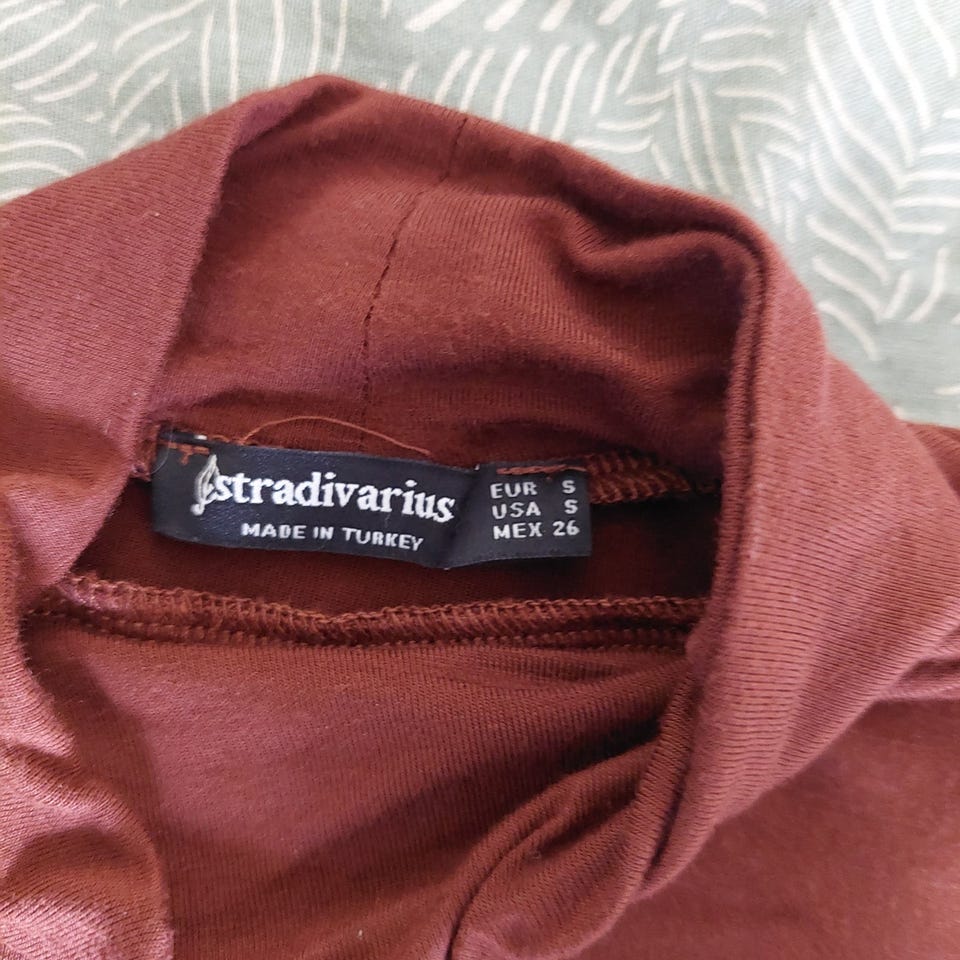 stradivarius
MADE IN TURKEY
EUR S
USA S
MEX 26